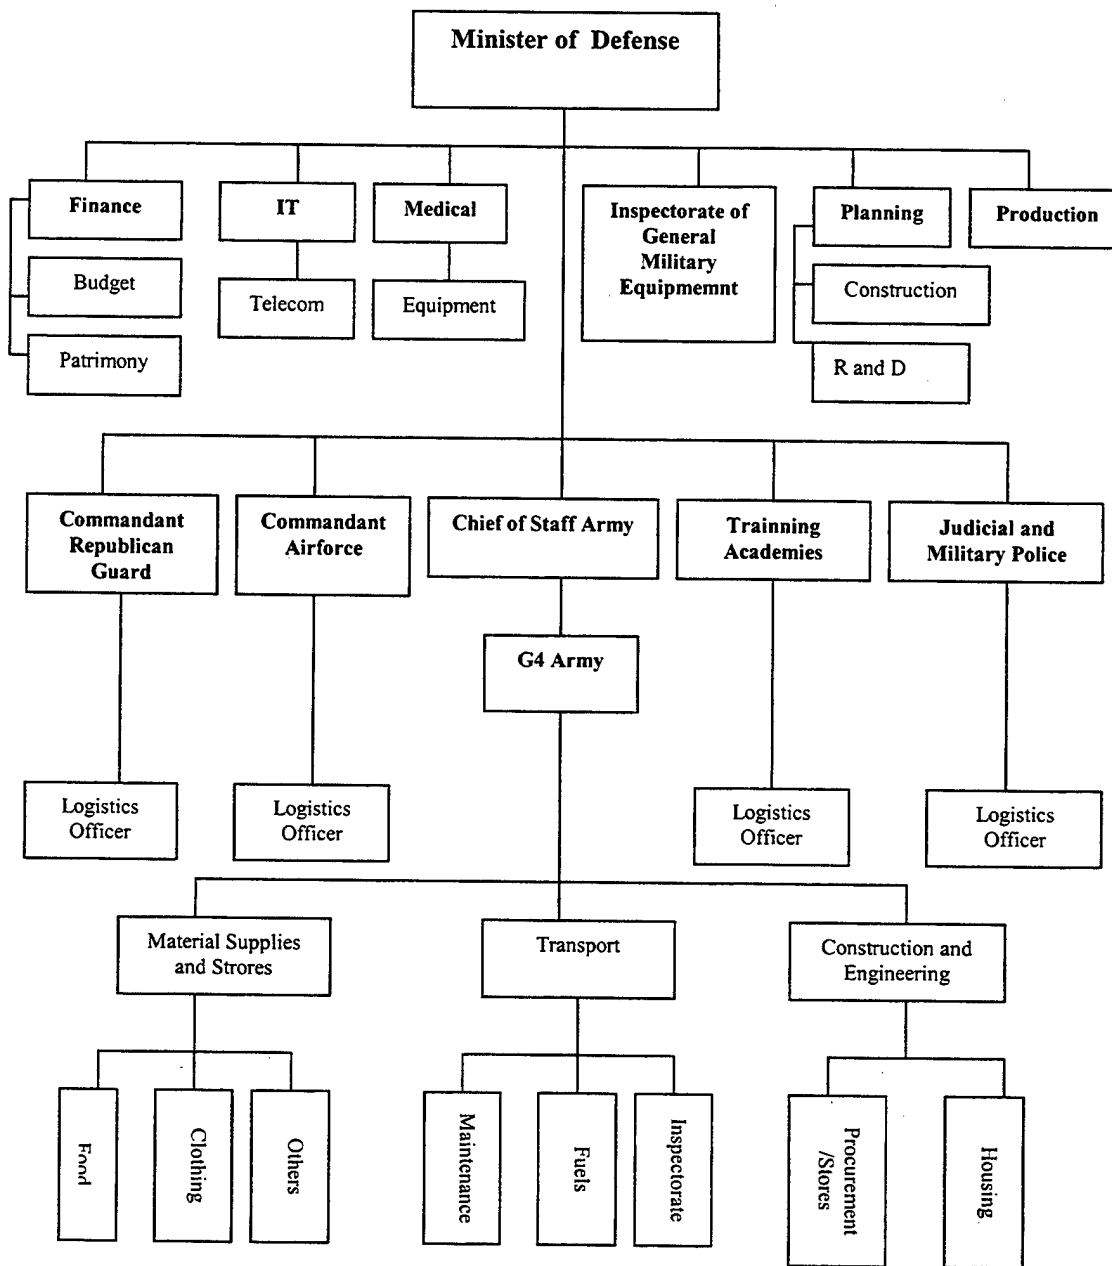 Minister of Defense
Finance
IT
Medical
Inspectorate of
General
Military
Equipmemnt
Planning
Production
Budget
Telecom
Equipment
Construction
Patrimony
R and D
Commandant
Republican
Guard
Commandant
Airforce
Chief of Staff Army
Trainning
Academies
Judicial and
Military Police
G4 Army
Logistics
Officer
Logistics
Officer
Logistics
Officer
Logistics
Officer
Material Supplies
and Strores
Transport
Construction and
Engineering
Food
Clothing
Others
Maintenance
Fuels
Inspectorate
Procurement
/Stores
Housing